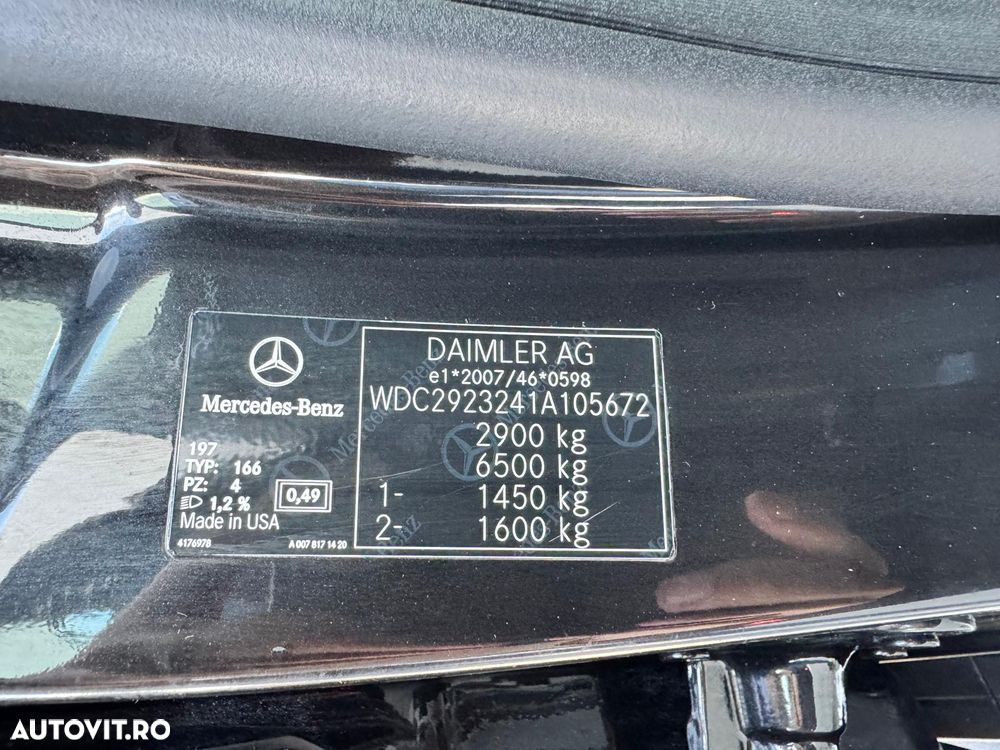 DAIMLER AG
e1*2007/46*0598
WDC2923241A105672
2900 kg
6500 kg
1- 1450 kg
2- 1600 kg
Mercedes-Benz
197
TYP: 166
PZ: 4
1,2 %
0,49
Made in USA
4176978
A 007 817 14 20
AUTOVIT.RO
AUTOVIT.RO